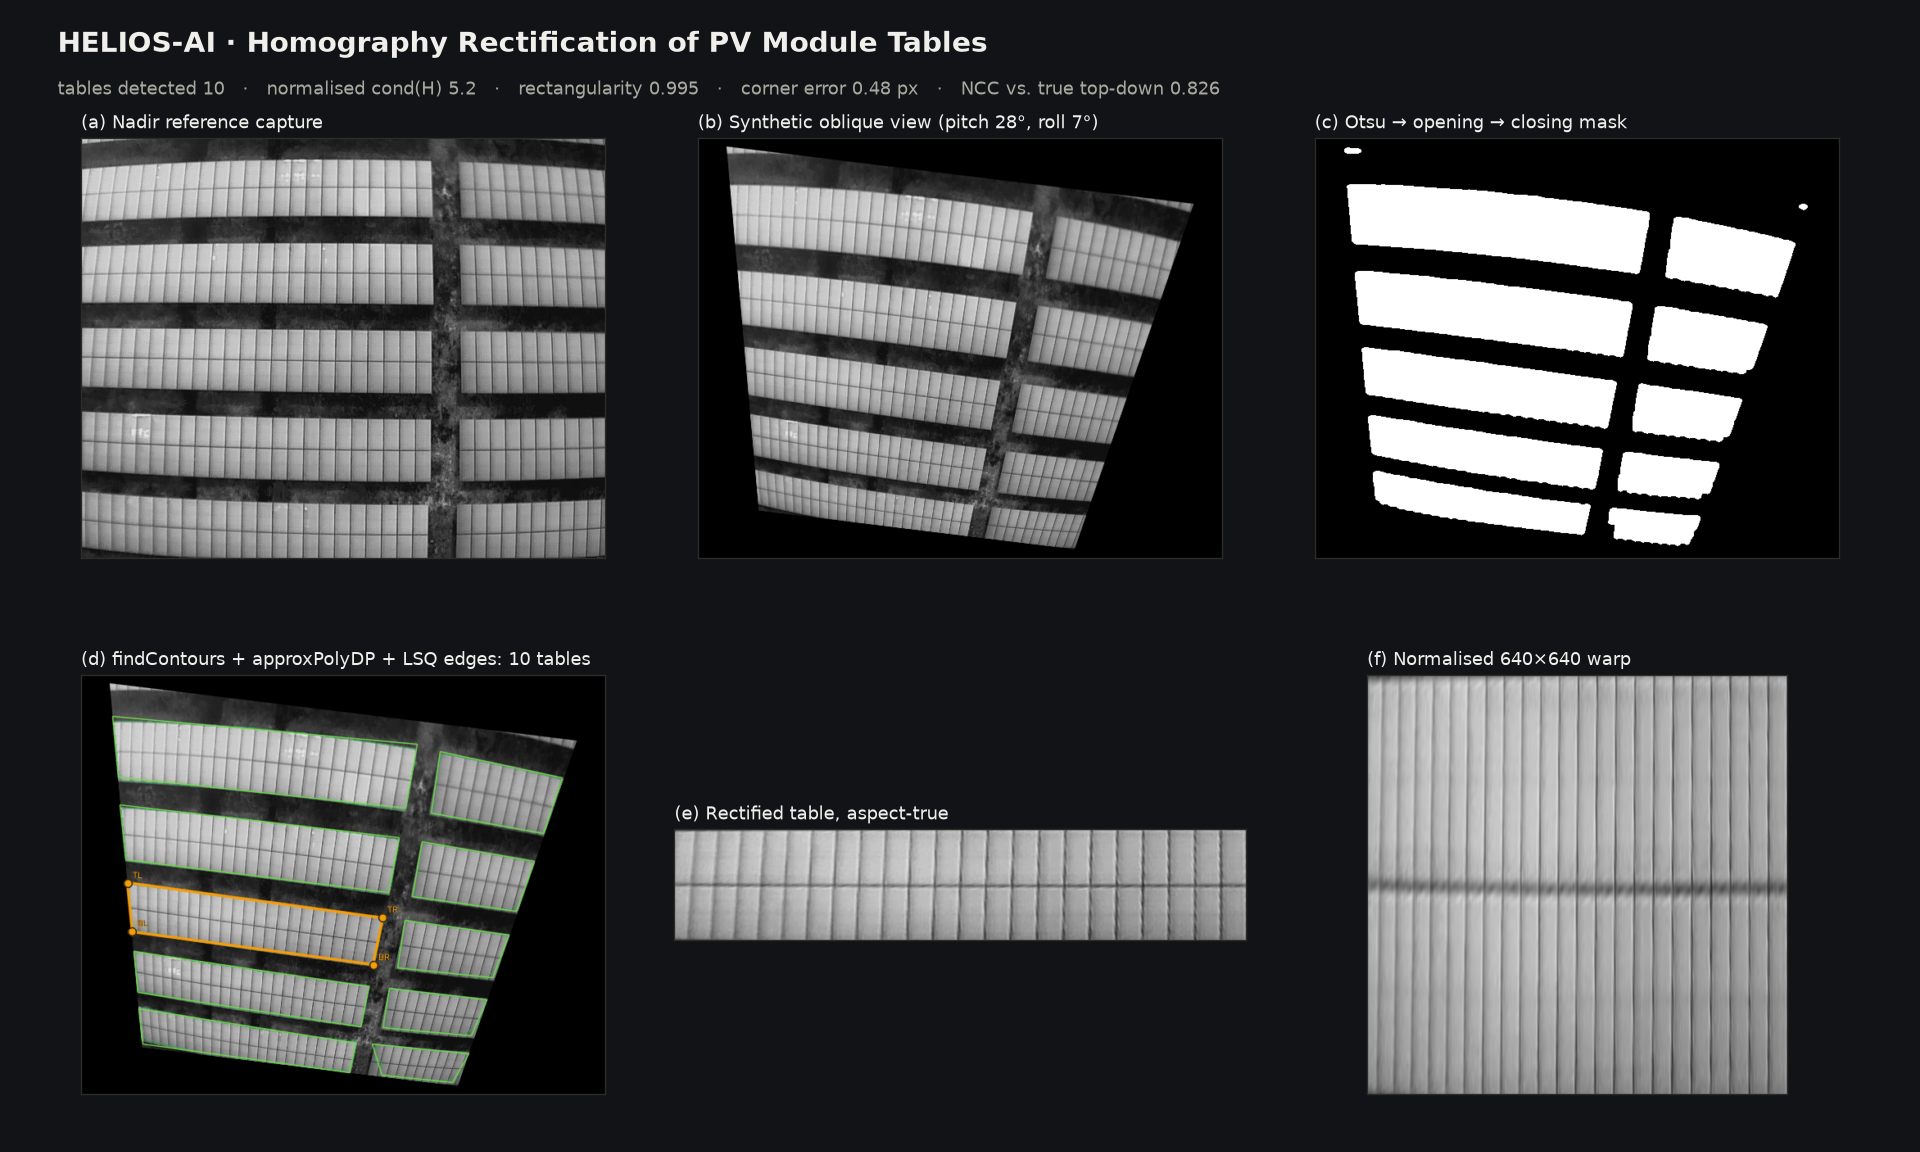 HELIOS-AI · Homography Rectification of PV Module Tables
tables detected 10 · normalised cond(H) 5.2 · rectangularity 0.995 · corner error 0.48 px · NCC vs. true top-down 0.826
(a) Nadir reference capture
(b) Synthetic oblique view (pitch 28°, roll 7°)
(c) Otsu → opening → closing mask
(d) findContours + approxPolyDP + LSQ edges: 10 tables
(e) Rectified table, aspect-true
(f) Normalised 640×640 warp
TL
TR
BL
BR